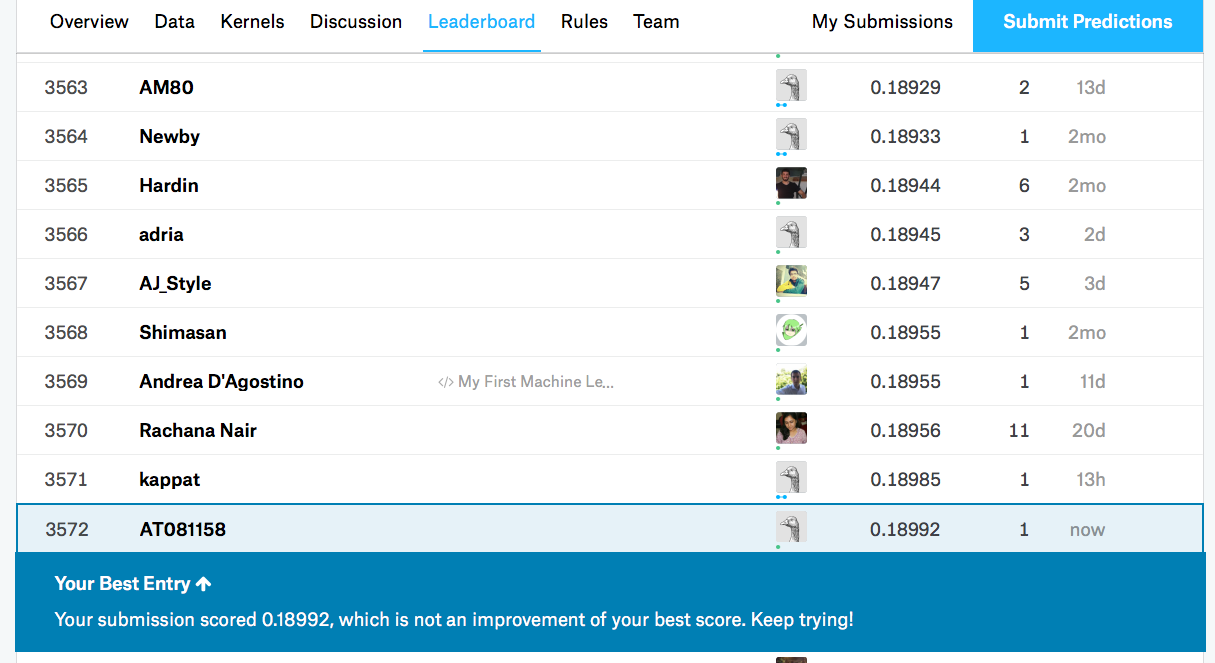 Overview Data Kernels Discussion Leaderboard Rules Team My Submissions Submit Predictions
3563 AM80 0.18929 2 13d
3564 Newby 0.18933 1 2mo
3565 Hardin 0.18944 6 2mo
3566 adria 0.18945 3 2d
3567 AJ_Style 0.18947 5 3d
3568 Shimasan 0.18955 1 2mo
3569 Andrea D'Agostino </> My First Machine Le... 0.18955 1 11d
3570 Rachana Nair 0.18956 11 20d
3571 kappat 0.18985 1 13h
3572 AT081158 0.18992 1 now
Your Best Entry ↑
Your submission scored 0.18992, which is not an improvement of your best score. Keep trying!